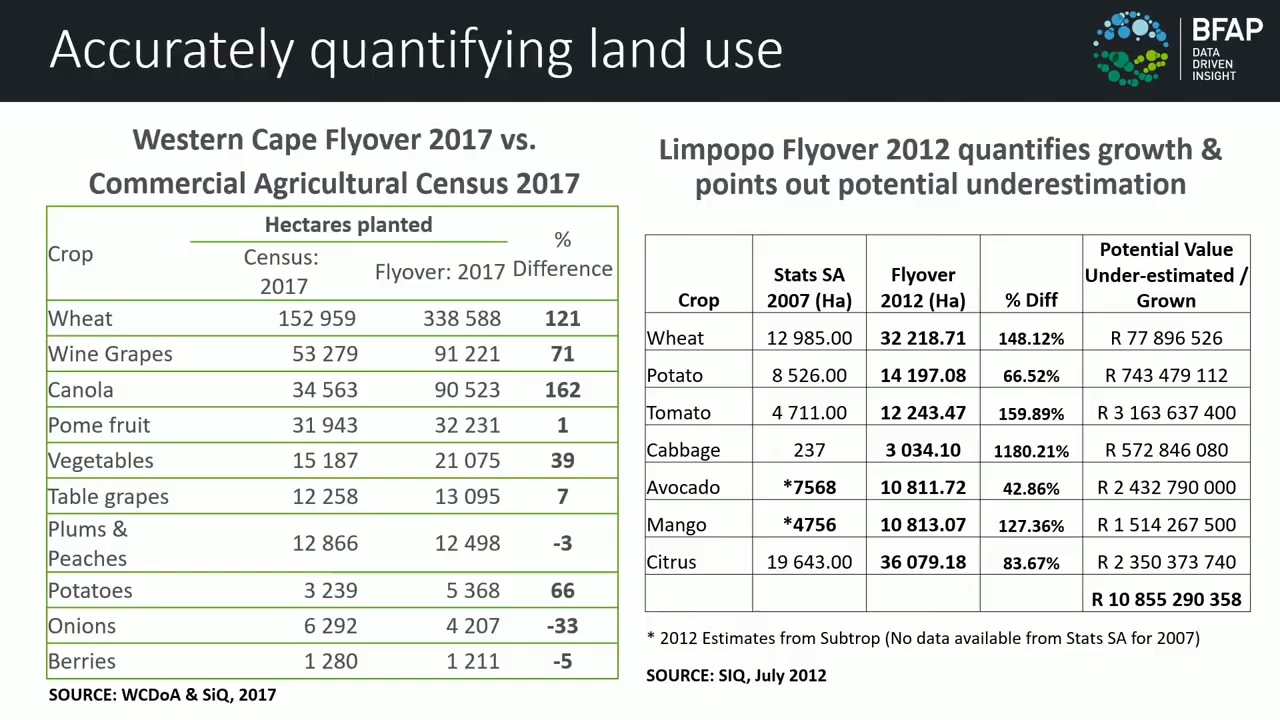 Accurately quantifying land use
BFAP
DATA
DRIVEN
INSIGHT
Western Cape Flyover 2017 vs.
Commercial Agricultural Census 2017
Crop Hectares planted % Difference
Census: 2017 Flyover: 2017
Wheat 152 959 338 588 121
Wine Grapes 53 279 91 221 71
Canola 34 563 90 523 162
Pome fruit 31 943 32 231 1
Vegetables 15 187 21 075 39
Table grapes 12 258 13 095 7
Plums & Peaches 12 866 12 498 -3
Potatoes 3 239 5 368 66
Onions 6 292 4 207 -33
Berries 1 280 1 211 -5
SOURCE: WCDoA & SiQ, 2017
Limpopo Flyover 2012 quantifies growth &
points out potential underestimation
Crop Stats SA 2007 (Ha) Flyover 2012 (Ha) % Diff Potential Value Under-estimated / Grown
Wheat 12 985.00 32 218.71 148.12% R 77 896 526
Potato 8 526.00 14 197.08 66.52% R 743 479 112
Tomato 4 711.00 12 243.47 159.89% R 3 163 637 400
Cabbage 237 3 034.10 1180.21% R 572 846 080
Avocado *7568 10 811.72 42.86% R 2 432 790 000
Mango *4756 10 813.07 127.36% R 1 514 267 500
Citrus 19 643.00 36 079.18 83.67% R 2 350 373 740
R 10 855 290 358
* 2012 Estimates from Subtrop (No data available from Stats SA for 2007)
SOURCE: SIQ, July 2012